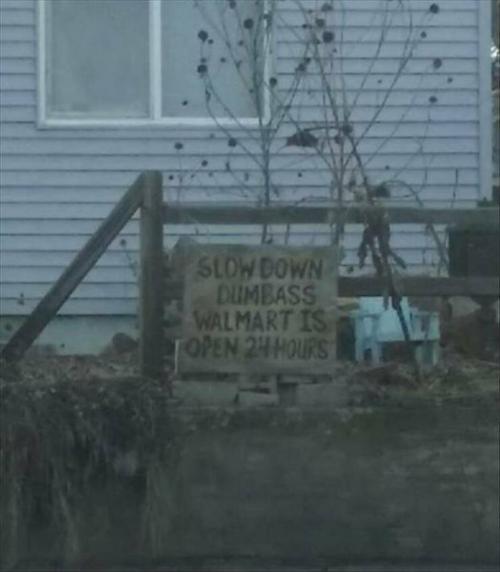 SLOW DOWN
DUMBASS
WALMART IS
OPEN 24 HOURS